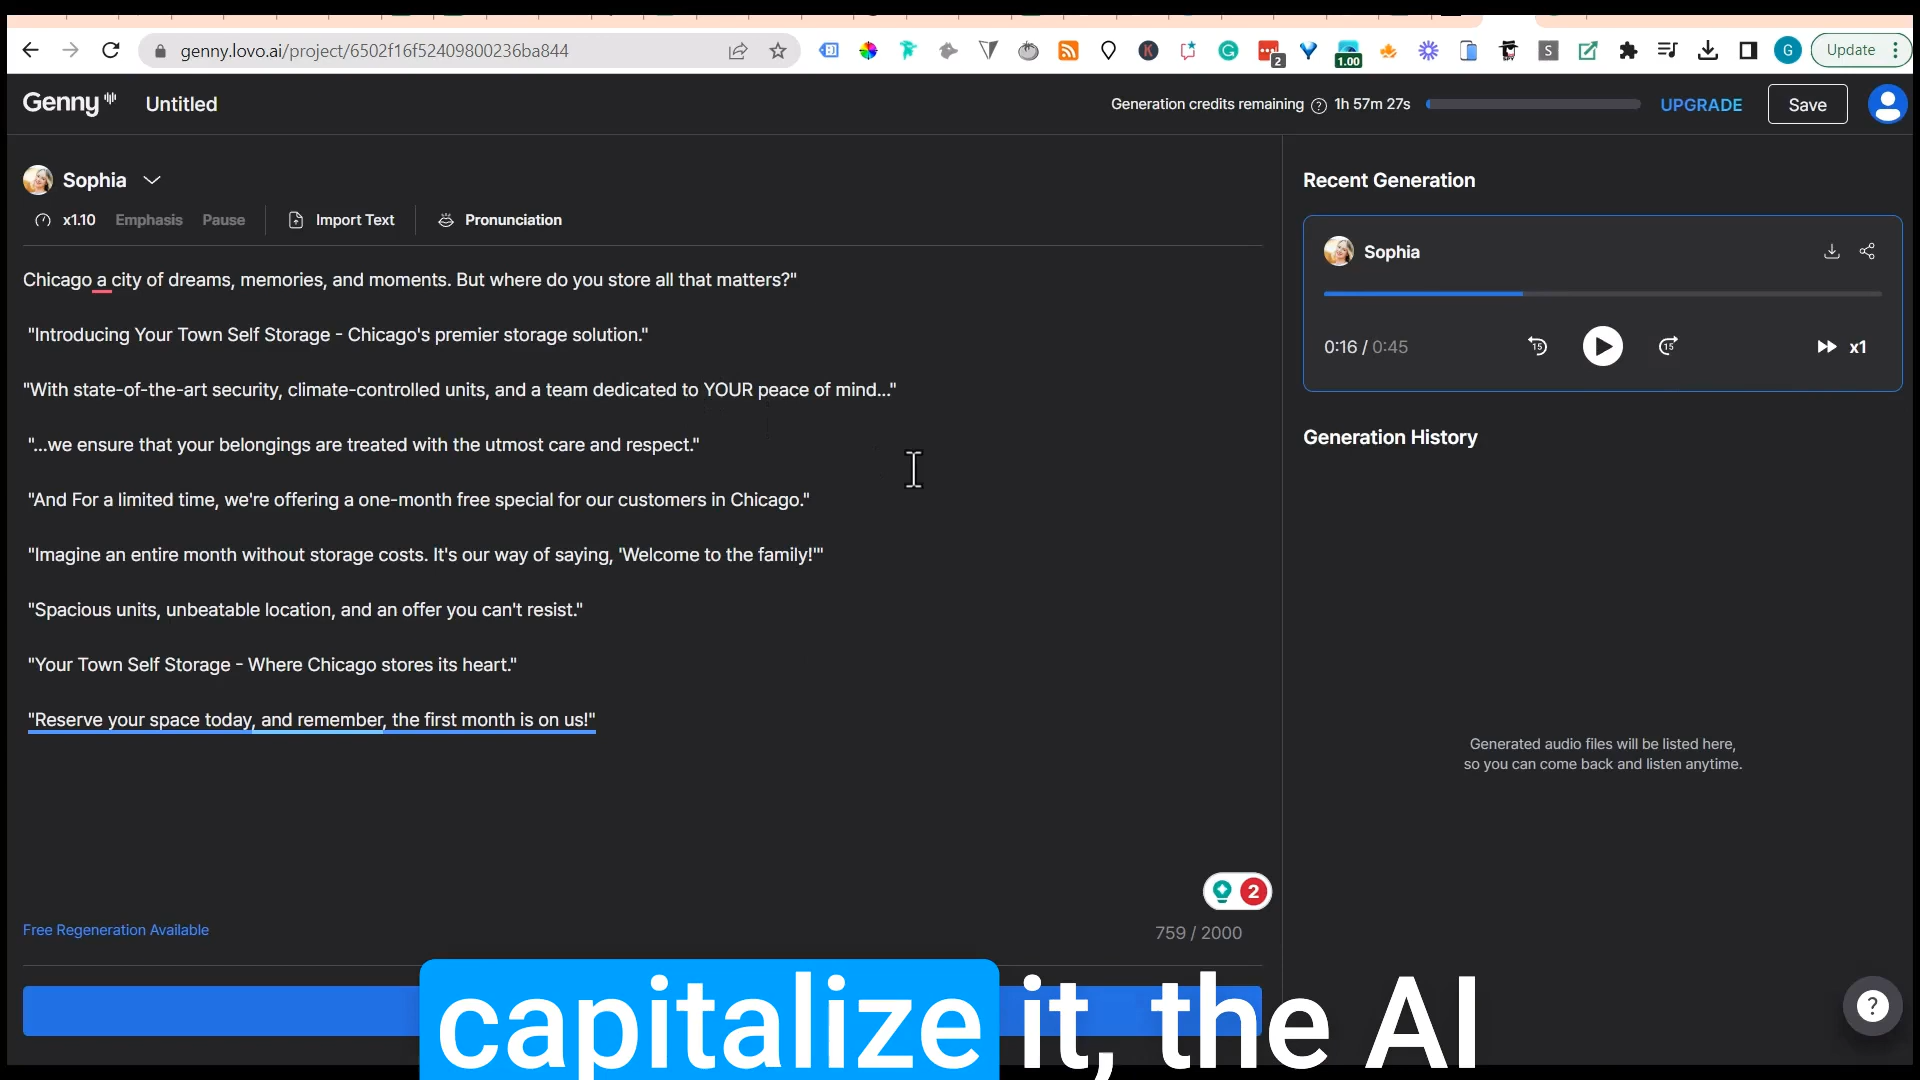 genny.lovo.ai/project/6502f16f52409800236ba844
2
1.00
K
S
G
Update
Genny
Untitled
Generation credits remaining ? 1h 57m 27s
UPGRADE
Save
Sophia
x1.10 Emphasis Pause Import Text Pronunciation
Chicago a city of dreams, memories, and moments. But where do you store all that matters?"
"Introducing Your Town Self Storage - Chicago's premier storage solution."
"With state-of-the-art security, climate-controlled units, and a team dedicated to YOUR peace of mind..."
"...we ensure that your belongings are treated with the utmost care and respect."
"And For a limited time, we're offering a one-month free special for our customers in Chicago."
"Imagine an entire month without storage costs. It's our way of saying, 'Welcome to the family!'"
"Spacious units, unbeatable location, and an offer you can't resist."
"Your Town Self Storage - Where Chicago stores its heart."
"Reserve your space today, and remember, the first month is on us!"
2
Free Regeneration Available
759 / 2000
Recent Generation
Sophia
0:16 / 0:45
15
15
x1
Generation History
Generated audio files will be listed here,
so you can come back and listen anytime.
?
capitalize it, the AI